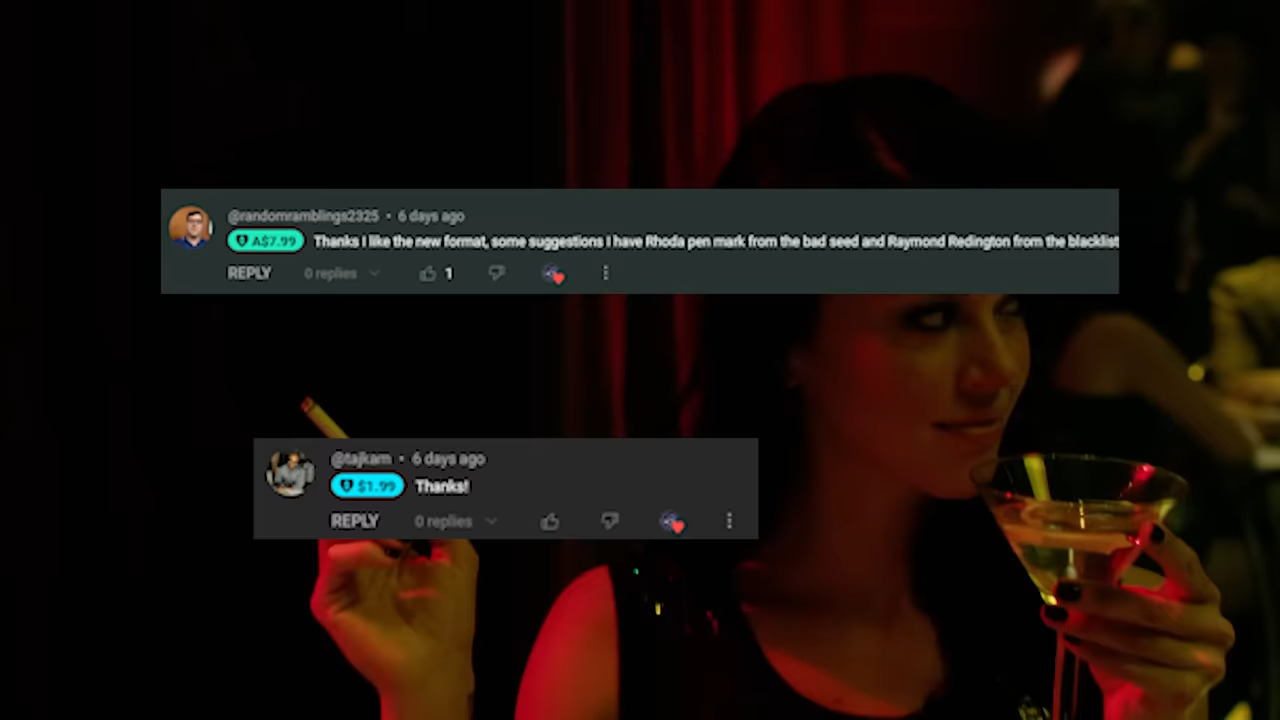 @randomramblings2325 • 6 days ago
A$7.99 Thanks I like the new format, some suggestions I have Rhoda pen mark from the bad seed and Raymond Redington from the blacklist
REPLY 0 replies 1
@tajkam • 6 days ago
$1.99 Thanks!
REPLY 0 replies